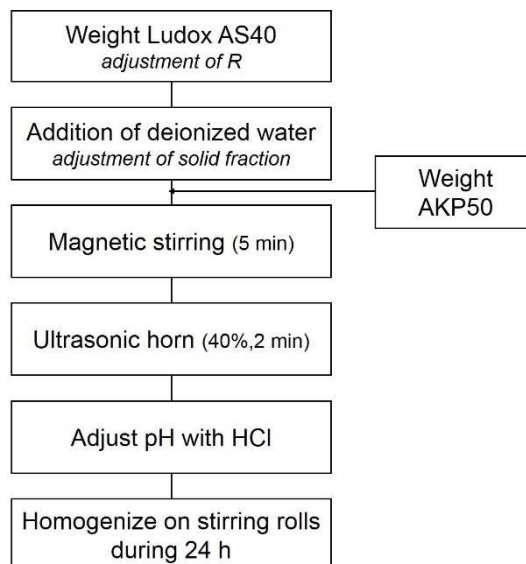 Weight Ludox AS40
adjustment of R
Addition of deionized water
adjustment of solid fraction
Weight
AKP50
Magnetic stirring (5 min)
Ultrasonic horn (40%,2 min)
Adjust pH with HCl
Homogenize on stirring rolls
during 24 h